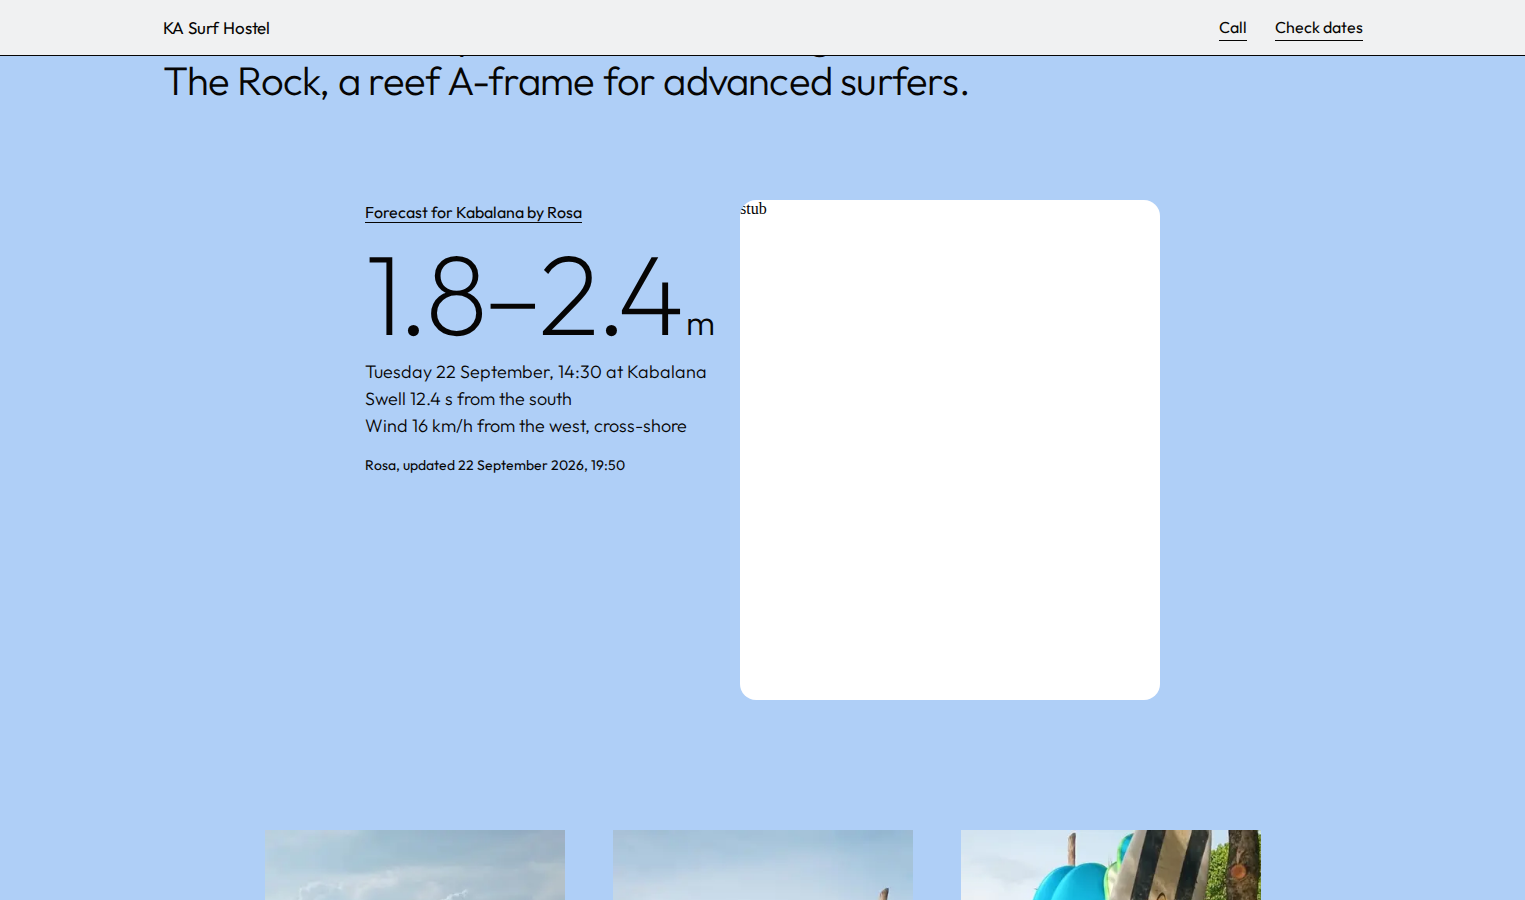 KA Surf Hostel
Call
Check dates
The Rock, a reef A-frame for advanced surfers.
Forecast for Kabalana by Rosa
1.8–2.4 m
Tuesday 22 September, 14:30 at Kabalana
Swell 12.4 s from the south
Wind 16 km/h from the west, cross-shore
Rosa, updated 22 September 2026, 19:50
stub